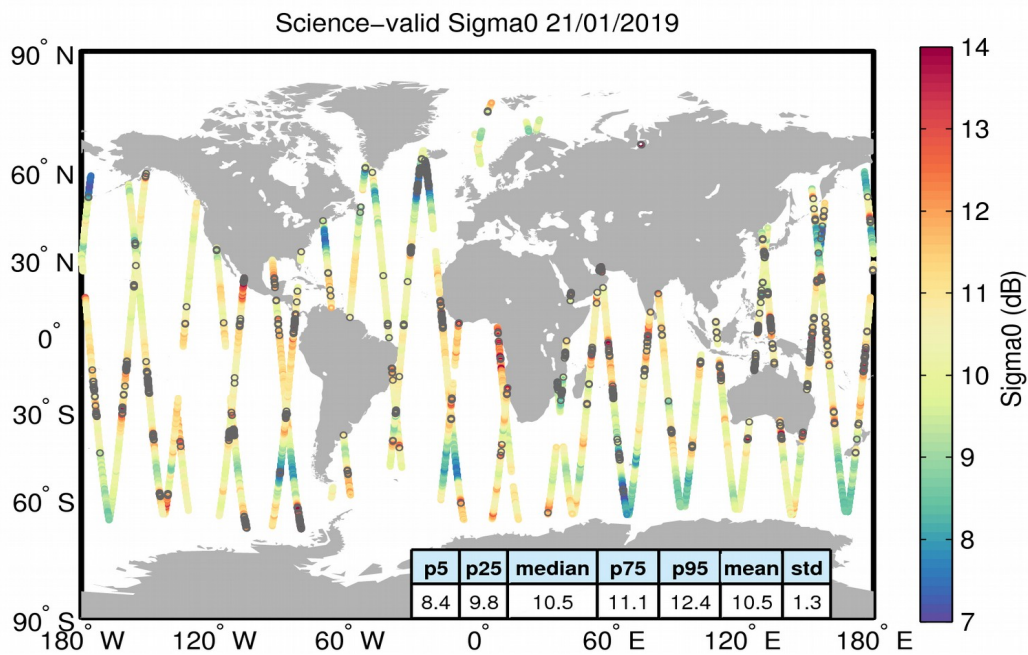 Science−valid Sigma0 21/01/2019
90° N
60° N
30° N
0°
30° S
60° S
90° S
180° W
120° W
60° W
0°
60° E
120° E
180° E
p5 p25 median p75 p95 mean std
8.4 9.8 10.5 11.1 12.4 10.5 1.3
14
13
12
11
10
9
8
7
Sigma0 (dB)